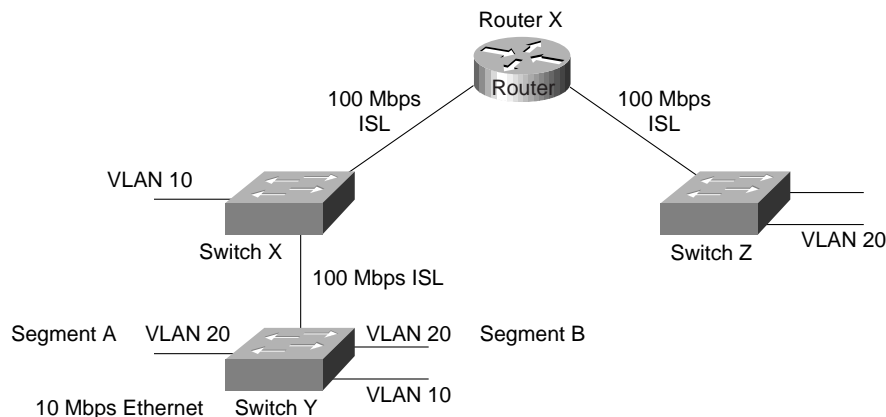 Router X
Router
100 Mbps
ISL
100 Mbps
ISL
VLAN 10
Switch X
Switch Z
VLAN 20
100 Mbps ISL
Segment A
VLAN 20
VLAN 20
Segment B
VLAN 10
10 Mbps Ethernet
Switch Y